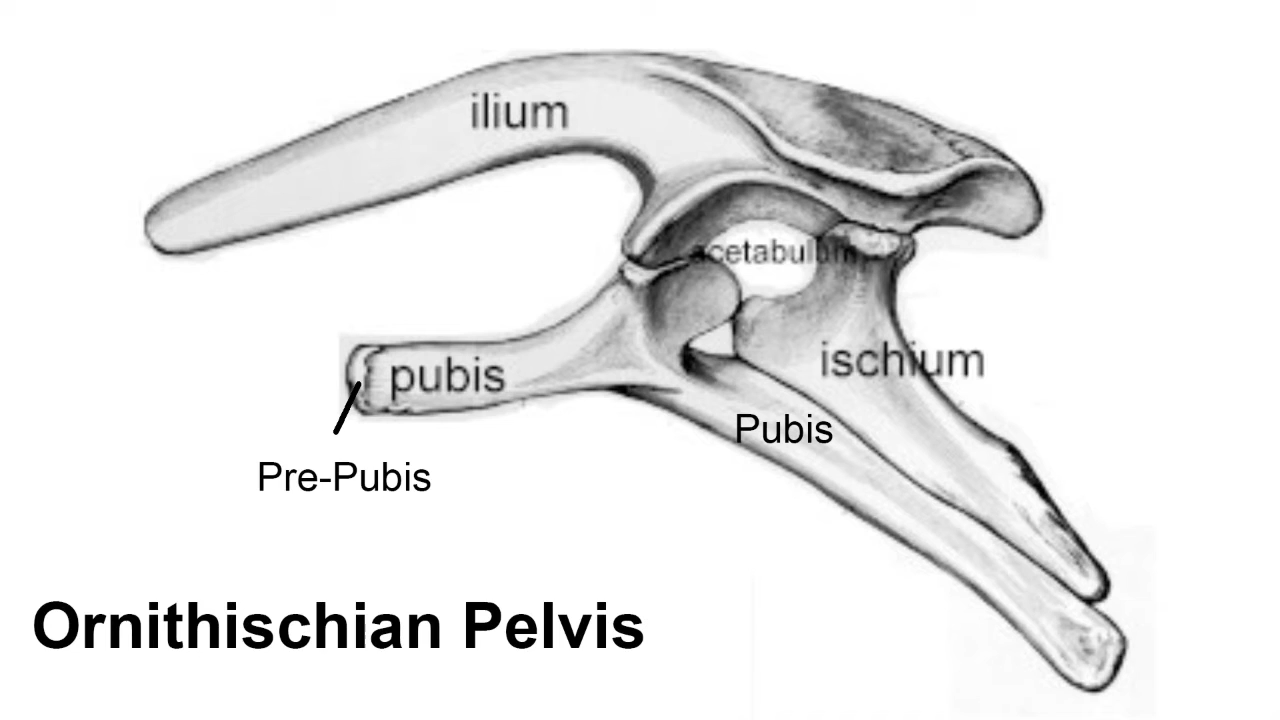 ilium
acetabulum
ischium
pubis
Pubis
Pre-Pubis
Ornithischian Pelvis